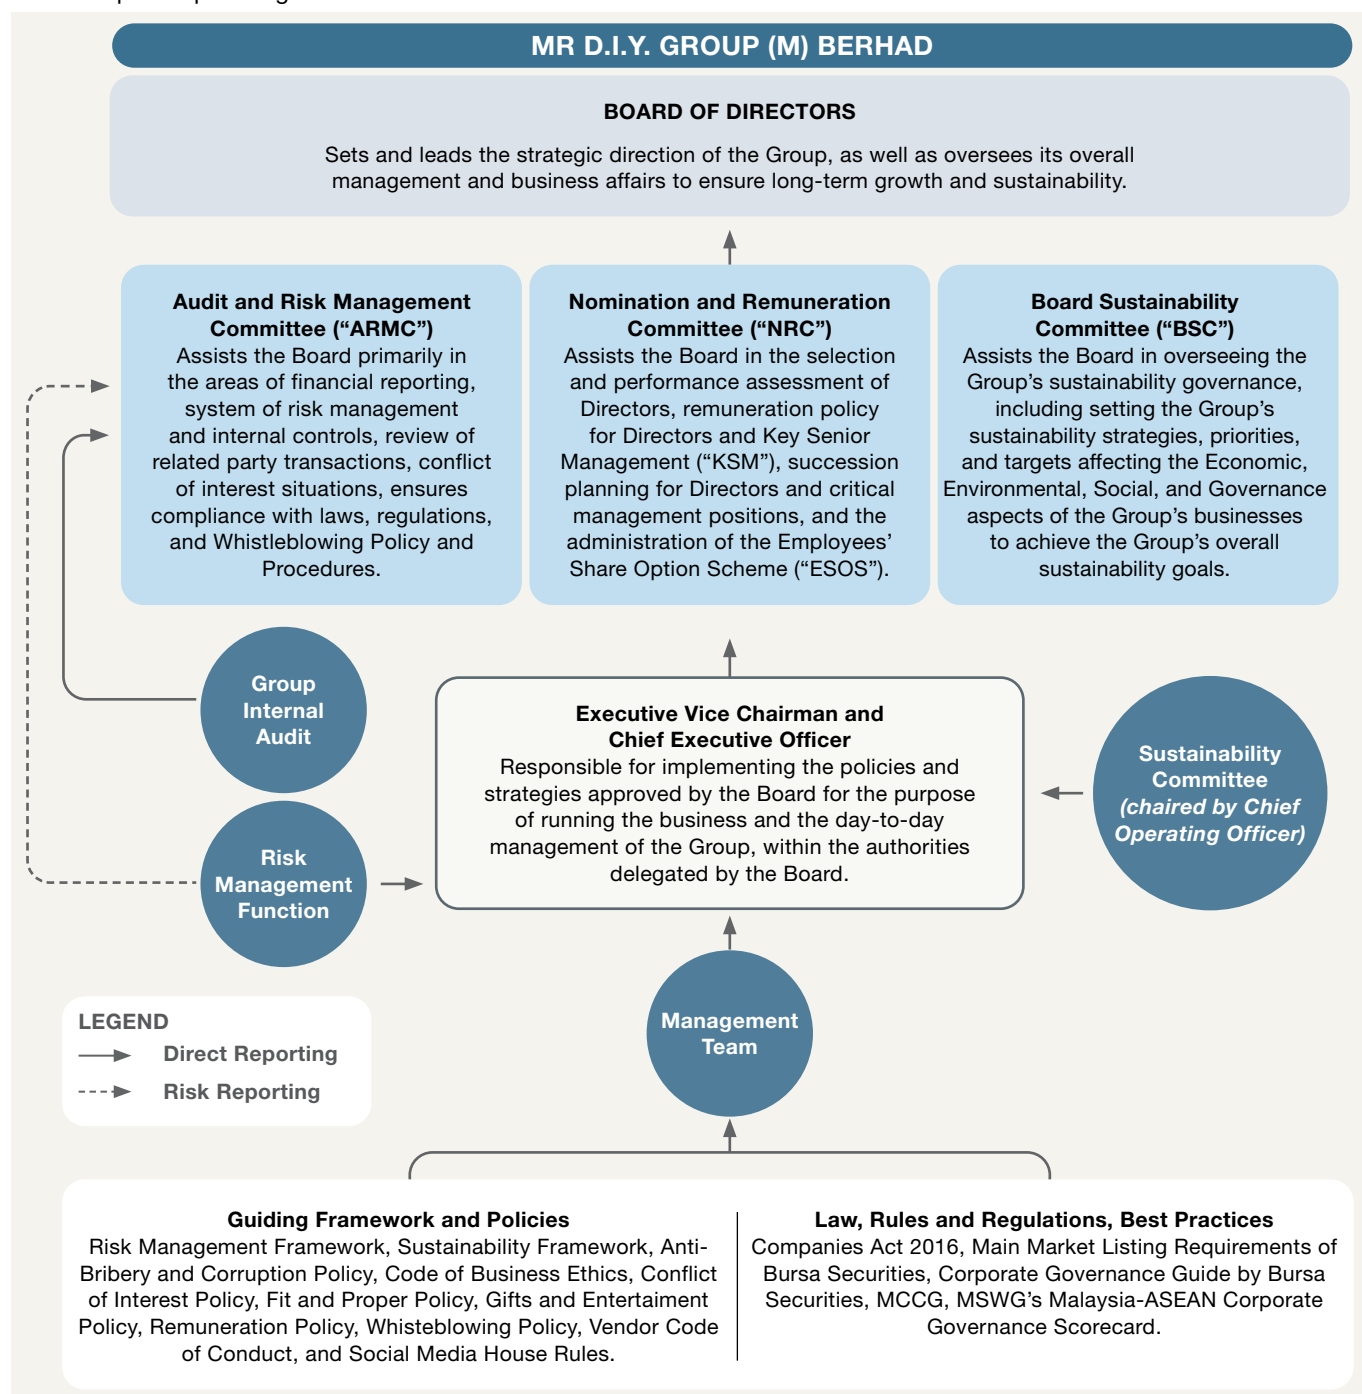 MR D.I.Y. GROUP (M) BERHAD
BOARD OF DIRECTORS
Sets and leads the strategic direction of the Group, as well as oversees its overall
management and business affairs to ensure long-term growth and sustainability.
Audit and Risk Management
Committee (“ARMC”)
Assists the Board primarily in
the areas of financial reporting,
system of risk management
and internal controls, review of
related party transactions, conflict
of interest situations, ensures
compliance with laws, regulations,
and Whistleblowing Policy and
Procedures.
Nomination and Remuneration
Committee (“NRC”)
Assists the Board in the selection
and performance assessment of
Directors, remuneration policy
for Directors and Key Senior
Management (“KSM”), succession
planning for Directors and critical
management positions, and the
administration of the Employees’
Share Option Scheme (“ESOS”).
Board Sustainability
Committee (“BSC”)
Assists the Board in overseeing the
Group’s sustainability governance,
including setting the Group’s
sustainability strategies, priorities,
and targets affecting the Economic,
Environmental, Social, and Governance
aspects of the Group’s businesses
to achieve the Group’s overall
sustainability goals.
Group
Internal
Audit
Executive Vice Chairman and
Chief Executive Officer
Responsible for implementing the policies and
strategies approved by the Board for the purpose
of running the business and the day-to-day
management of the Group, within the authorities
delegated by the Board.
Sustainability
Committee
(chaired by Chief
Operating Officer)
Risk
Management
Function
Management
Team
LEGEND
Direct Reporting
Risk Reporting
Guiding Framework and Policies
Risk Management Framework, Sustainability Framework, Anti-
Bribery and Corruption Policy, Code of Business Ethics, Conflict
of Interest Policy, Fit and Proper Policy, Gifts and Entertaiment
Policy, Remuneration Policy, Whisteblowing Policy, Vendor Code
of Conduct, and Social Media House Rules.
Law, Rules and Regulations, Best Practices
Companies Act 2016, Main Market Listing Requirements of
Bursa Securities, Corporate Governance Guide by Bursa
Securities, MCCG, MSWG’s Malaysia-ASEAN Corporate
Governance Scorecard.